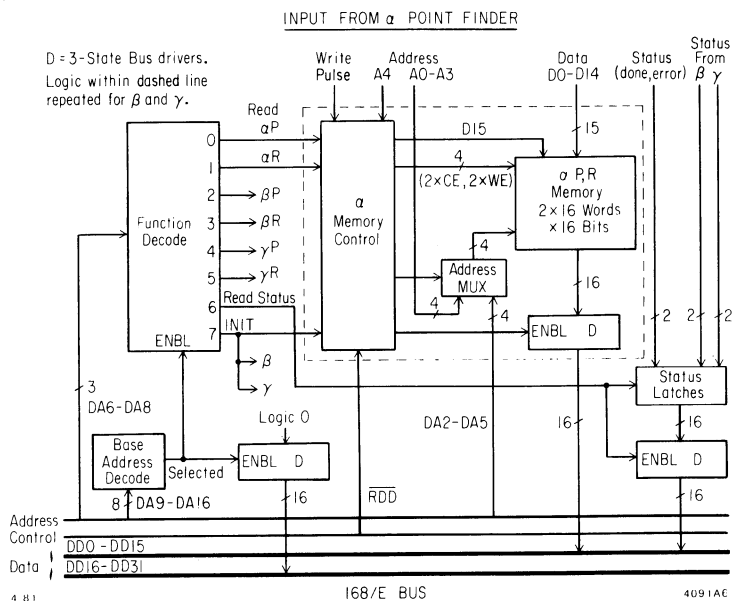 INPUT FROM α POINT FINDER
D = 3-State Bus drivers.
Logic within dashed line
repeated for β and γ.
Write
Pulse
Address
A4 A0-A3
Data
D0-D14
Status
(done, error)
Status
From
β γ
Read
0 αP
1 αR
2 βP
3 βR
4 γP
5 γR
6 Read Status
7 INIT
β
γ
Function
Decode
ENBL
α
Memory
Control
D15
15
4
(2×CE, 2×WE)
α P,R
Memory
2×16 Words
×16 Bits
4
Address
MUX
4
4
16
ENBL D
2
2
2
Status
Latches
16
ENBL D
16
3
DA6-DA8
Logic 0
DA2-DA5
16
Base
Address
Decode
Selected
ENBL D
8 DA9-DA16
16
R̅D̅D̅
Address
Control
DD0-DD15
Data
DD16-DD31
4 81
168/E BUS
4091A6